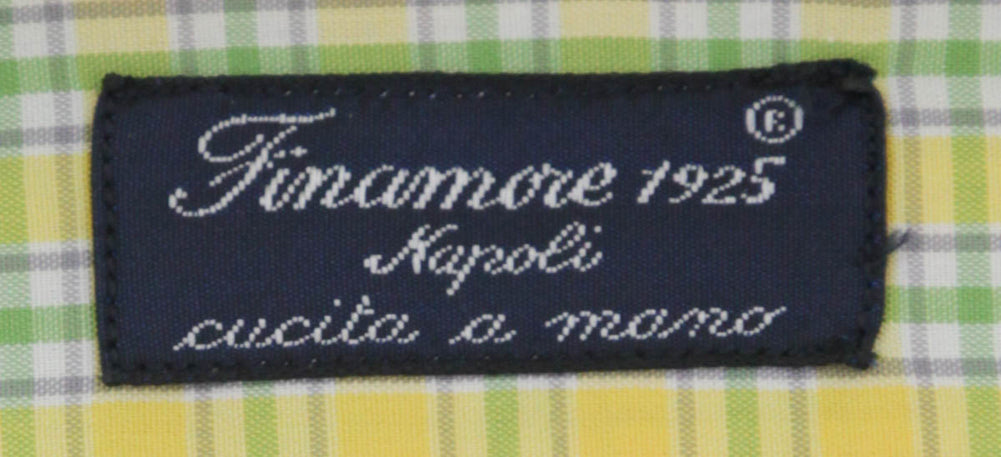 Finamore 1925 ®
Napoli
cucita a mano